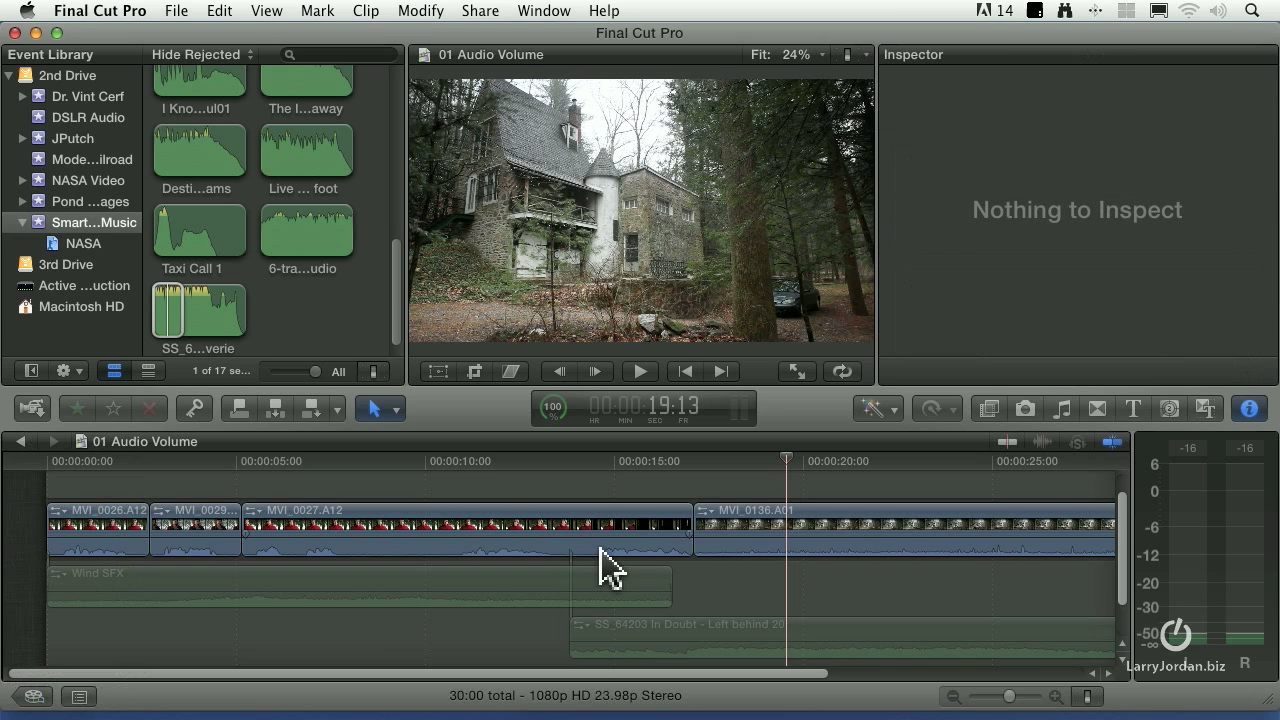 Final Cut Pro File Edit View Mark Clip Modify Share Window Help 14
Final Cut Pro
Event Library Hide Rejected
01 Audio Volume Fit: 24%
Inspector
2nd Drive
Dr. Vint Cerf
DSLR Audio
JPutch
Mode...ilroad
NASA Video
Pond ...ages
Smart...Music
NASA
3rd Drive
Active ...uction
Macintosh HD
I Kno...ul01 The I...away
Desti...ams Live ... foot
Taxi Call 1 6-tra...udio
SS_6...verie
1 of 17 se... All
Nothing to Inspect
100 % 00:00:19:13
HR MIN SEC FR
01 Audio Volume
00:00:00:00 00:00:05:00 00:00:10:00 00:00:15:00 00:00:20:00 00:00:25:00
MVI_0026.A12 MVI_0029... MVI_0027.A12 MVI_0136.A01
Wind SFX
SS_64203 In Doubt - Left behind 20
-16 -16
6
0
-6
-12
-20
-30
-50
-∞
L R
LarryJordan.biz
30:00 total - 1080p HD 23.98p Stereo